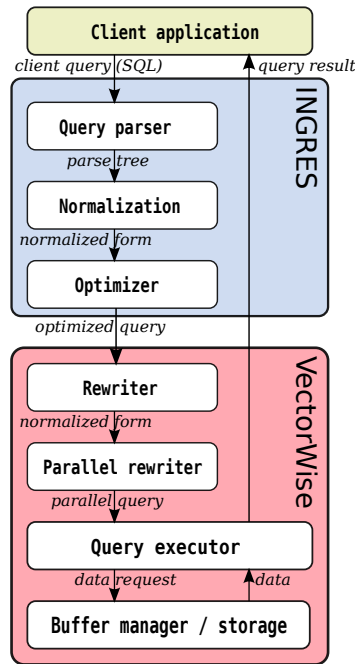 Client application
client query (SQL)
query result
INGRES
Query parser
parse tree
Normalization
normalized form
Optimizer
optimized query
VectorWise
Rewriter
normalized form
Parallel rewriter
parallel query
Query executor
data request
data
Buffer manager / storage